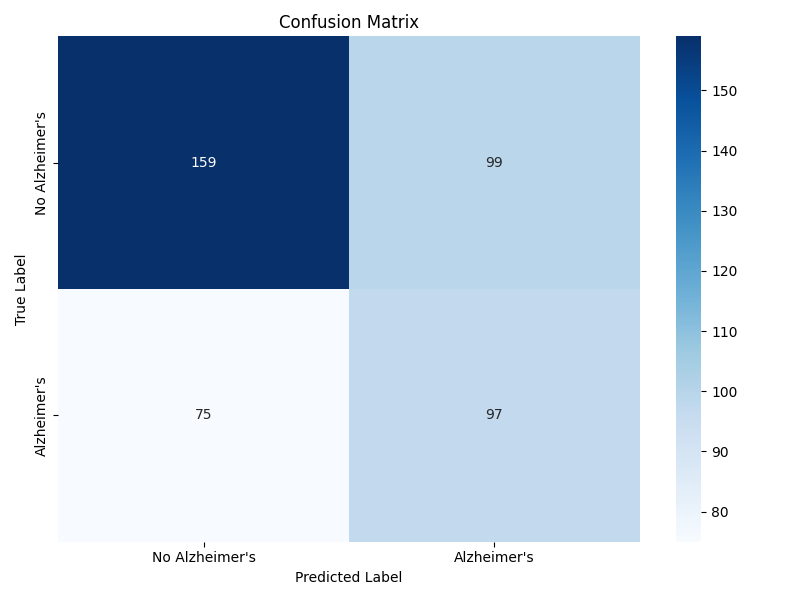 Confusion Matrix
No Alzheimer's
Alzheimer's
True Label
159
99
75
97
No Alzheimer's
Alzheimer's
Predicted Label
150
140
130
120
110
100
90
80